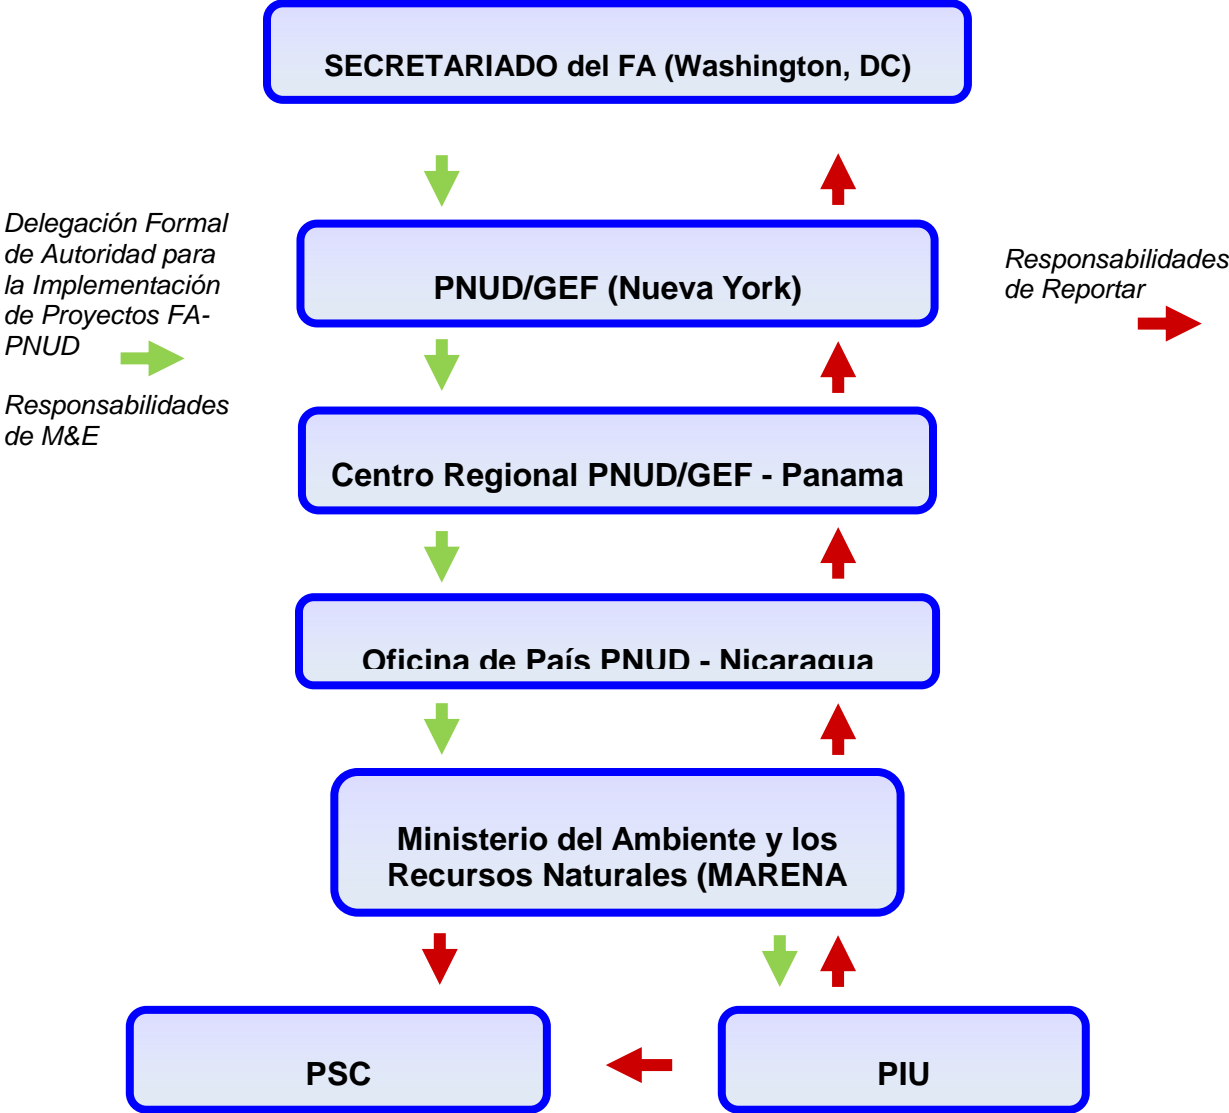 SECRETARIADO del FA (Washington, DC)
Delegación Formal
de Autoridad para
la Implementación
de Proyectos FA-
PNUD
Responsabilidades
de M&E
PNUD/GEF (Nueva York)
Responsabilidades
de Reportar
Centro Regional PNUD/GEF - Panama
Oficina de País PNUD - Nicaragua
Ministerio del Ambiente y los
Recursos Naturales (MARENA
PSC
PIU